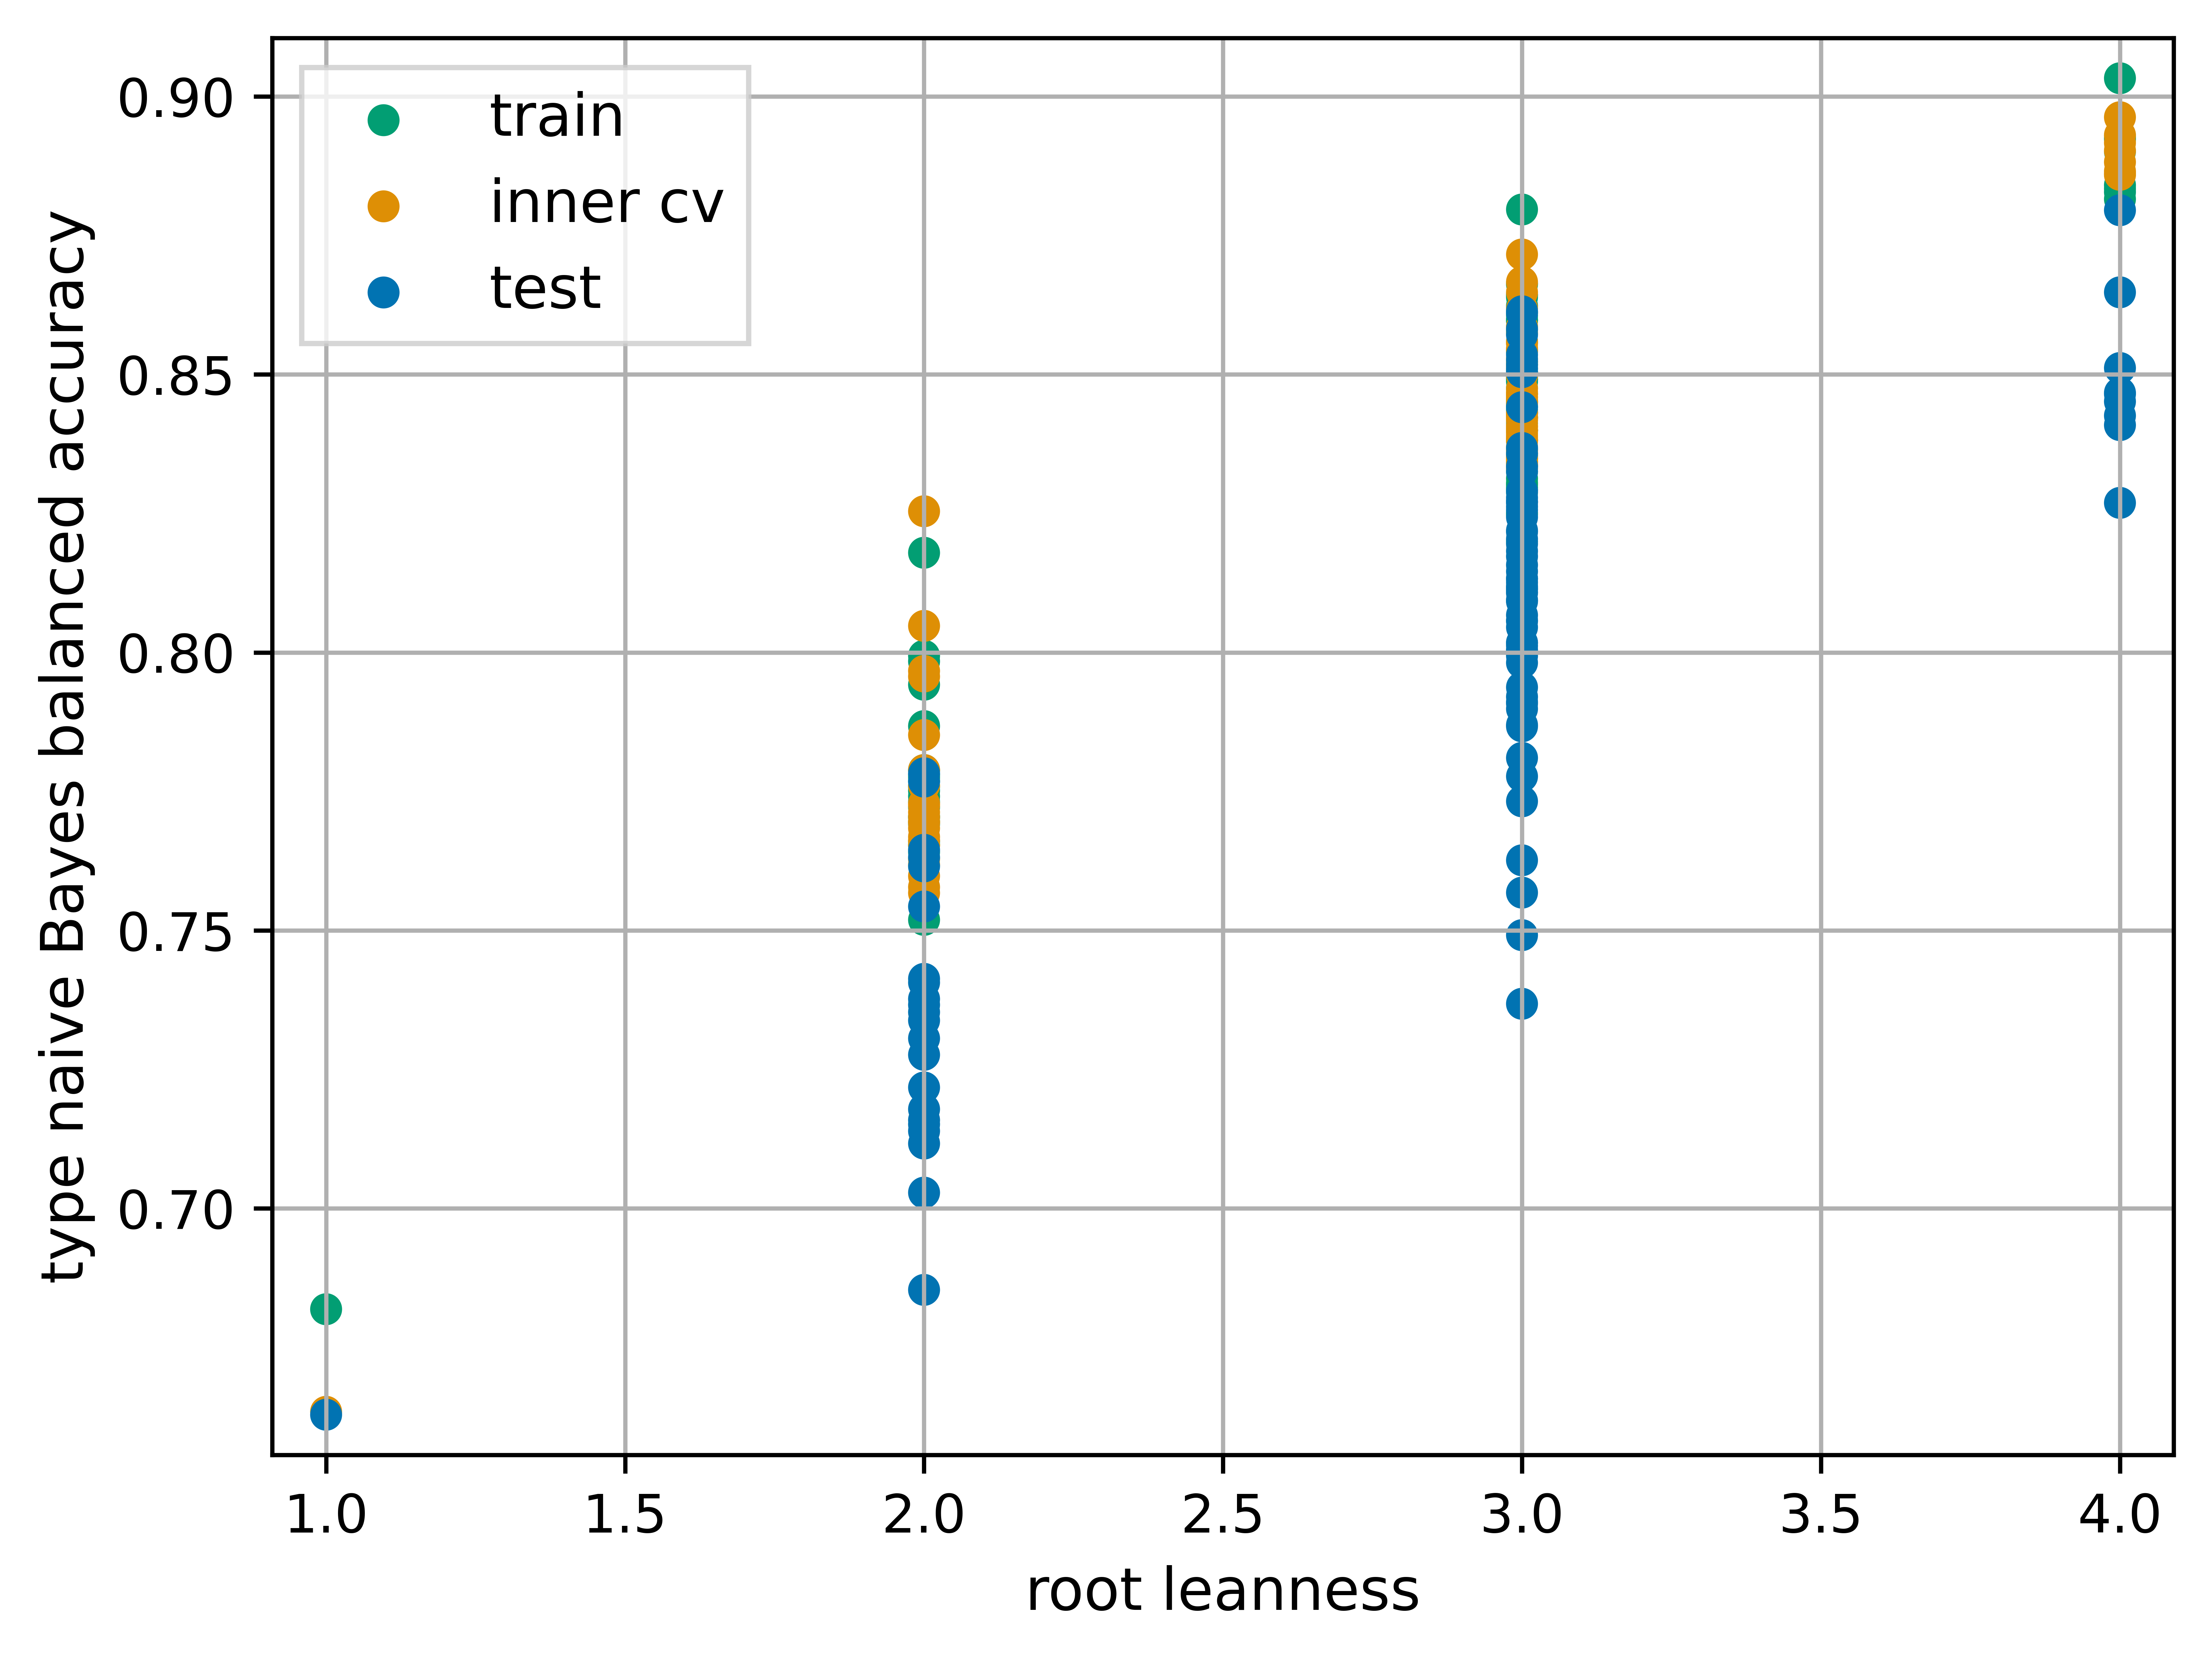 train
inner cv
test
type naive Bayes balanced accuracy
0.90
0.85
0.80
0.75
0.70
1.0
1.5
2.0
2.5
3.0
3.5
4.0
root leanness